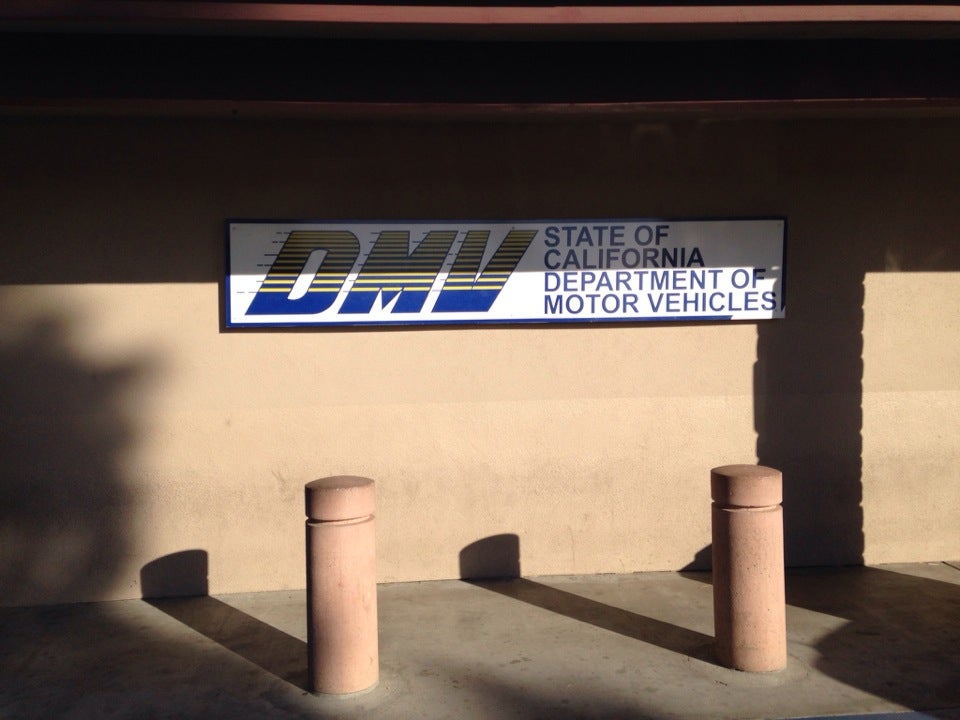 DMV
STATE OF
CALIFORNIA
DEPARTMENT OF
MOTOR VEHICLES